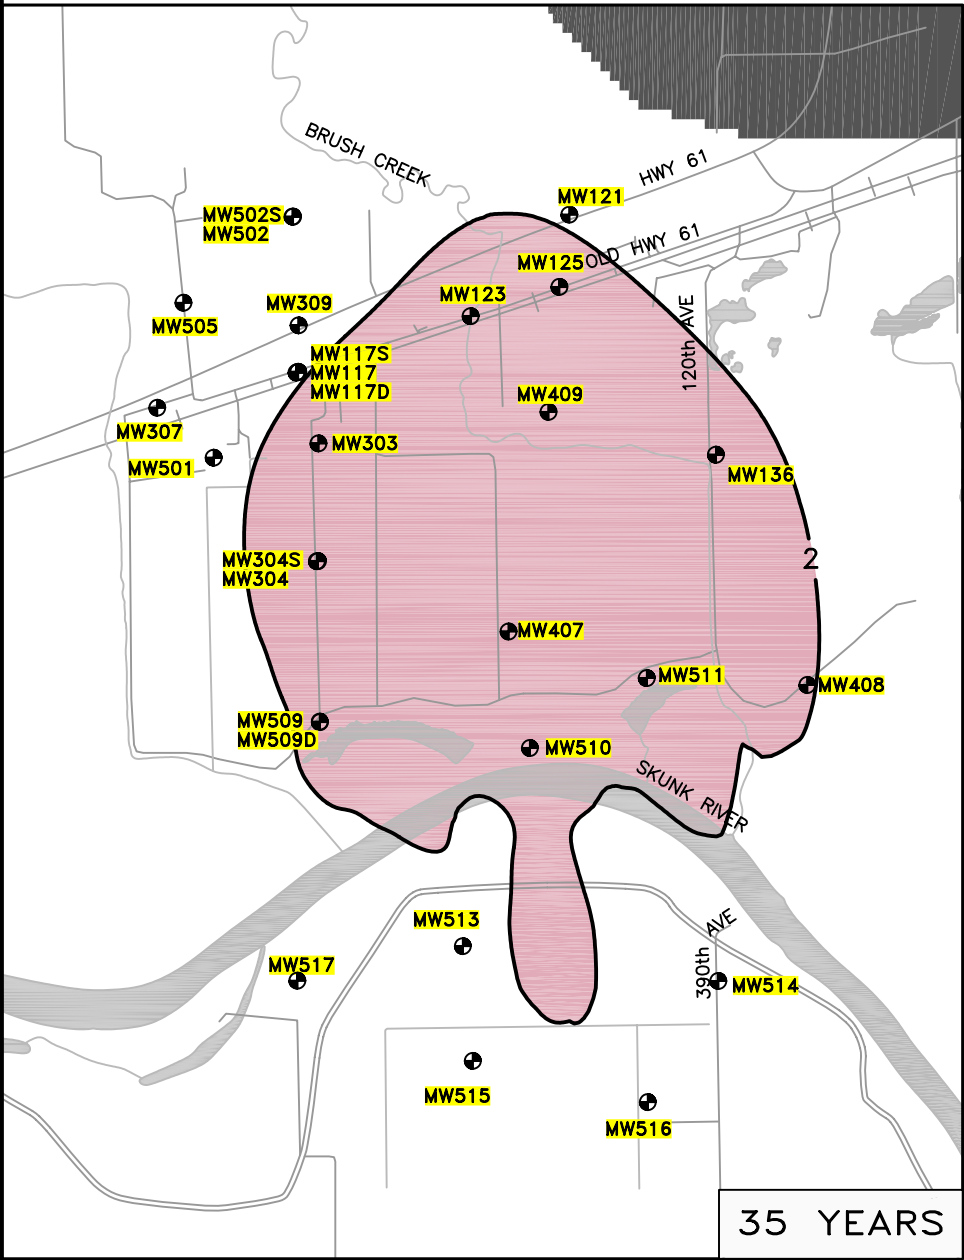 BRUSH CREEK
HWY 61
MW121
MW502S
MW502
OLD HWY 61
MW125
MW123
MW505
MW309
120th AVE
MW117S
MW117
MW117D
MW409
MW307
MW303
MW501
MW136
2
MW304S
MW304
MW407
MW511
MW408
MW509
MW509D
MW510
SKUNK RIVER
MW513
390th AVE
MW517
MW514
MW515
MW516
35 YEARS